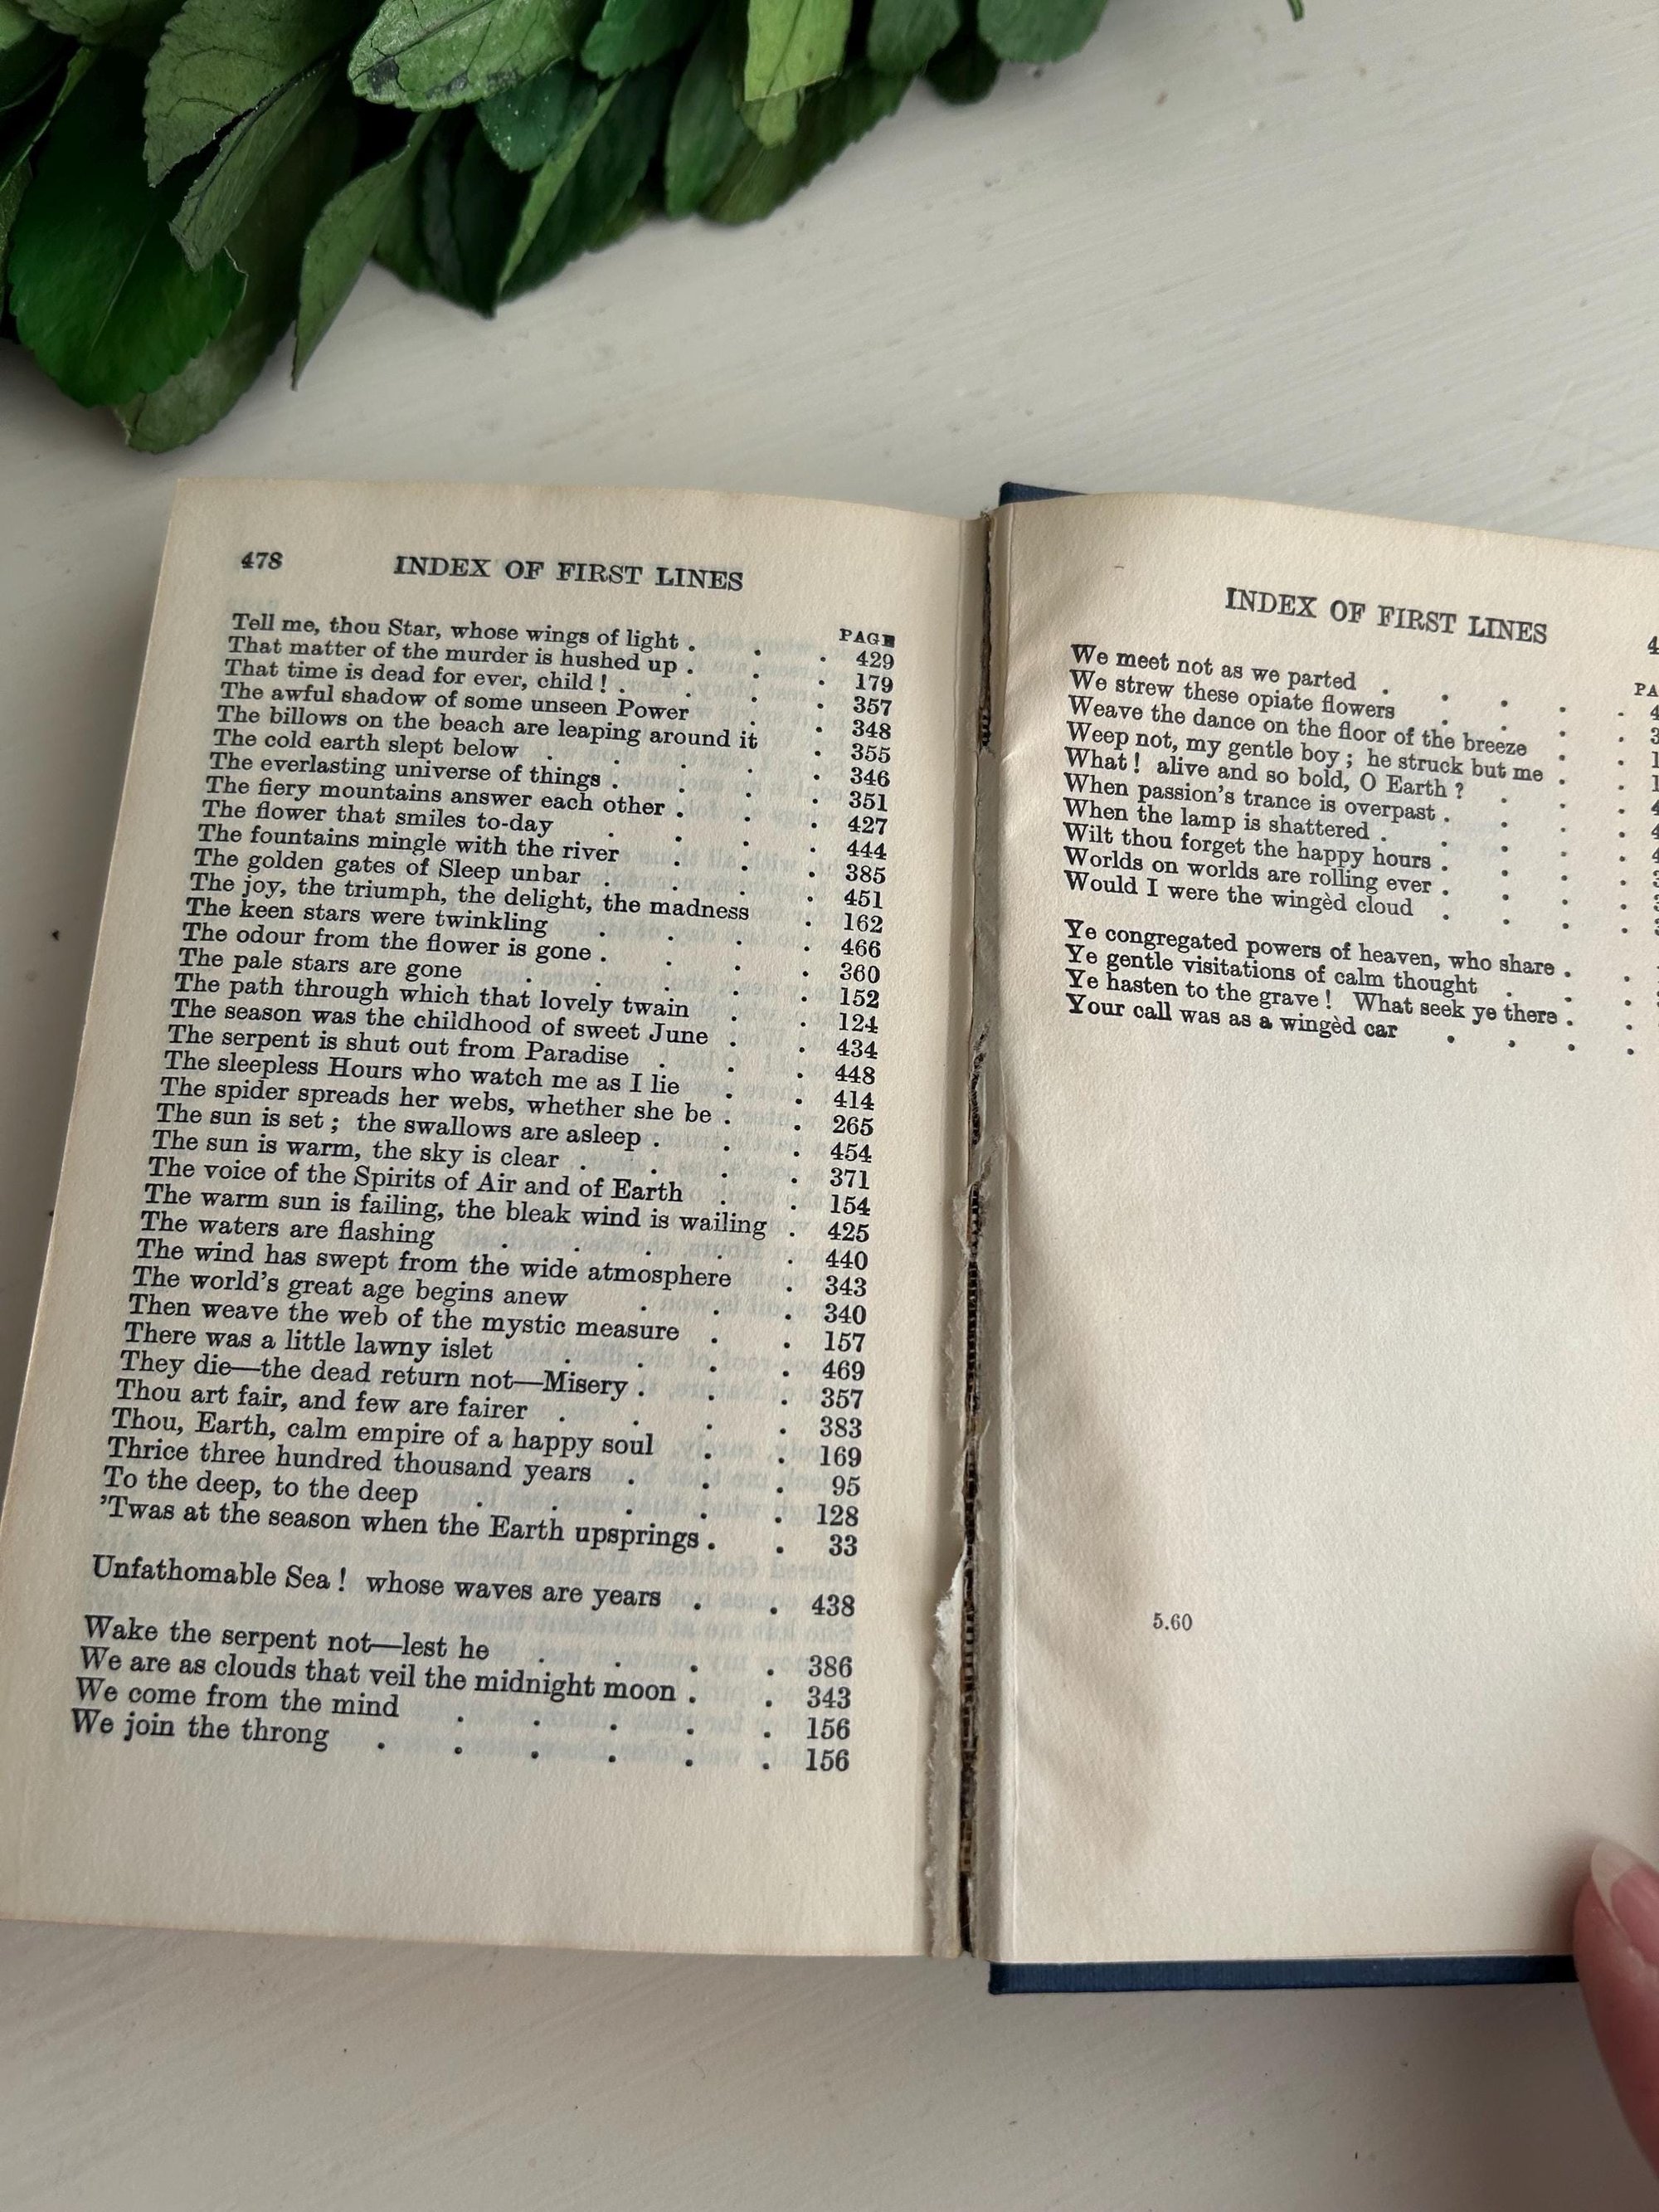 478 INDEX OF FIRST LINES
PAGE
Tell me, thou Star, whose wings of light . . . 429
That matter of the murder is hushed up . . . 179
That time is dead for ever, child ! . . . . 357
The awful shadow of some unseen Power . . 348
The billows on the beach are leaping around it . 355
The cold earth slept below . . . . . 346
The everlasting universe of things . . . . 351
The fiery mountains answer each other . . . 427
The flower that smiles to-day . . . . 444
The fountains mingle with the river . . . 385
The golden gates of Sleep unbar . . . . 451
The joy, the triumph, the delight, the madness . 162
The keen stars were twinkling . . . . 466
The odour from the flower is gone . . . . 360
The pale stars are gone . . . . . 152
The path through which that lovely twain . . 124
The season was the childhood of sweet June . . 434
The serpent is shut out from Paradise . . . 448
The sleepless Hours who watch me as I lie . . 414
The spider spreads her webs, whether she be . . 265
The sun is set ; the swallows are asleep . . . 454
The sun is warm, the sky is clear . . . . 371
The voice of the Spirits of Air and of Earth . . 154
The warm sun is failing, the bleak wind is wailing . 425
The waters are flashing . . . . . 440
The wind has swept from the wide atmosphere . 343
The world's great age begins anew . . . 340
Then weave the web of the mystic measure . . 157
There was a little lawny islet . . . . 469
They die—the dead return not—Misery . . . 357
Thou art fair, and few are fairer . . . . 383
Thou, Earth, calm empire of a happy soul . . 169
Thrice three hundred thousand years . . . 95
To the deep, to the deep . . . . . 128
'Twas at the season when the Earth upsprings . . 33
Unfathomable Sea ! whose waves are years . . 438
Wake the serpent not—lest he . . . . 386
We are as clouds that veil the midnight moon . . 343
We come from the mind . . . . . 156
We join the throng . . . . . . 156
INDEX OF FIRST LINES
We meet not as we parted . . . .
We strew these opiate flowers . . . .
Weave the dance on the floor of the breeze . .
Weep not, my gentle boy ; he struck but me . .
What ! alive and so bold, O Earth ? . . .
When passion's trance is overpast . . . .
When the lamp is shattered . . . . .
Wilt thou forget the happy hours . . . .
Worlds on worlds are rolling ever . . . .
Would I were the wingèd cloud . . . .
Ye congregated powers of heaven, who share . .
Ye gentle visitations of calm thought . . .
Ye hasten to the grave ! What seek ye there . .
Your call was as a wingèd car . . . .
5.60